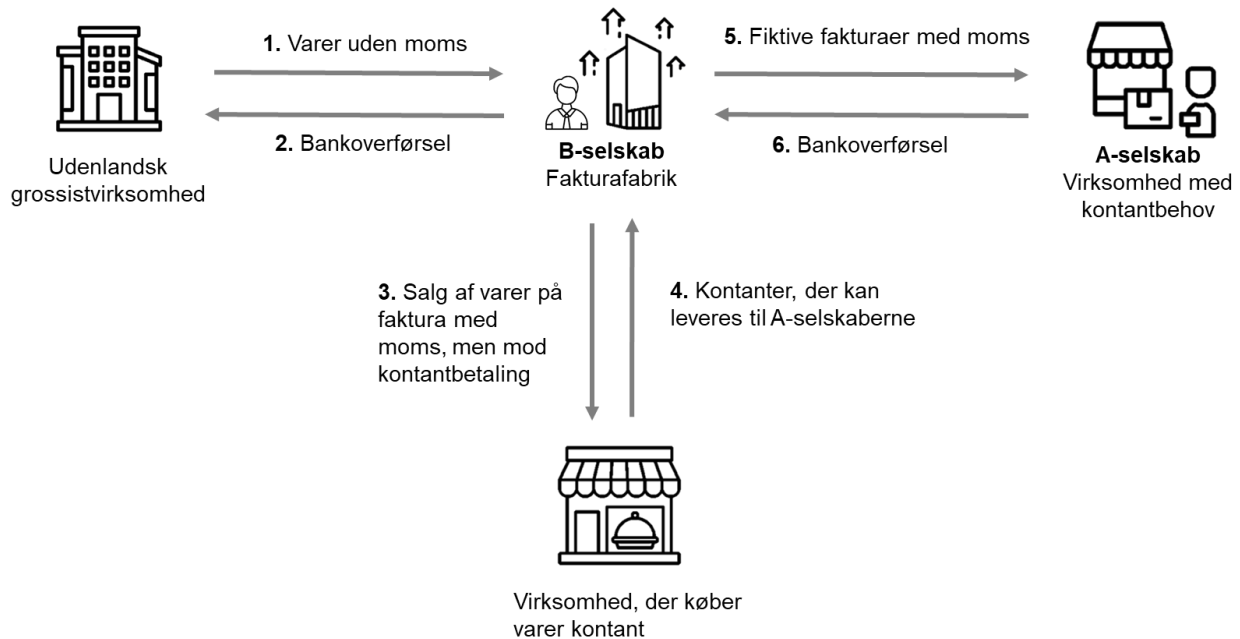 1. Varer uden moms
2. Bankoverførsel
Udenlandsk
grossistvirksomhed
B-selskab
Fakturafabrik
5. Fiktive fakturaer med moms
6. Bankoverførsel
A-selskab
Virksomhed med
kontantbehov
3. Salg af varer på
faktura med
moms, men mod
kontantbetaling
4. Kontanter, der kan
leveres til A-selskaberne
Virksomhed, der køber
varer kontant